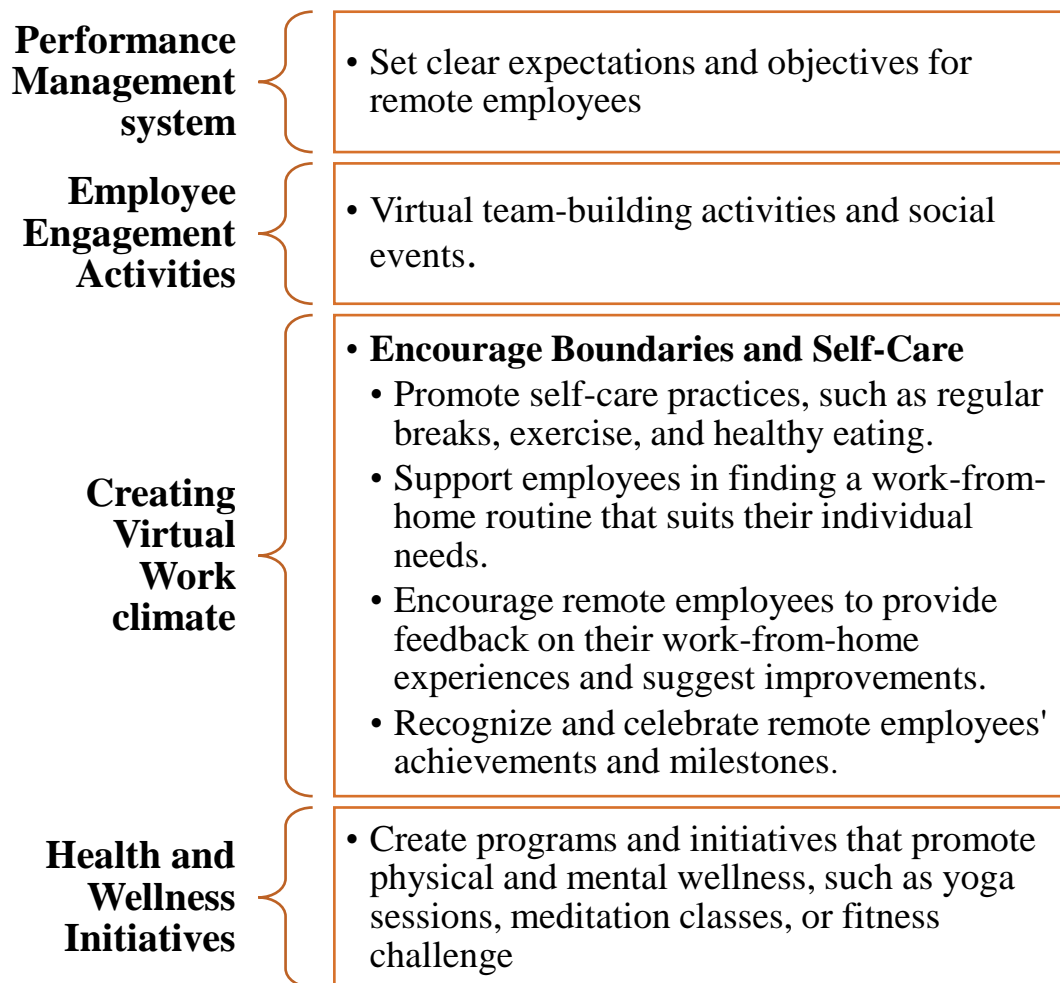 Performance
Management
system
• Set clear expectations and objectives for
remote employees
Employee
Engagement
Activities
• Virtual team-building activities and social
events.
Creating
Virtual
Work
climate
• Encourage Boundaries and Self-Care
• Promote self-care practices, such as regular
breaks, exercise, and healthy eating.
• Support employees in finding a work-from-
home routine that suits their individual
needs.
• Encourage remote employees to provide
feedback on their work-from-home
experiences and suggest improvements.
• Recognize and celebrate remote employees'
achievements and milestones.
Health and
Wellness
Initiatives
• Create programs and initiatives that promote
physical and mental wellness, such as yoga
sessions, meditation classes, or fitness
challenge